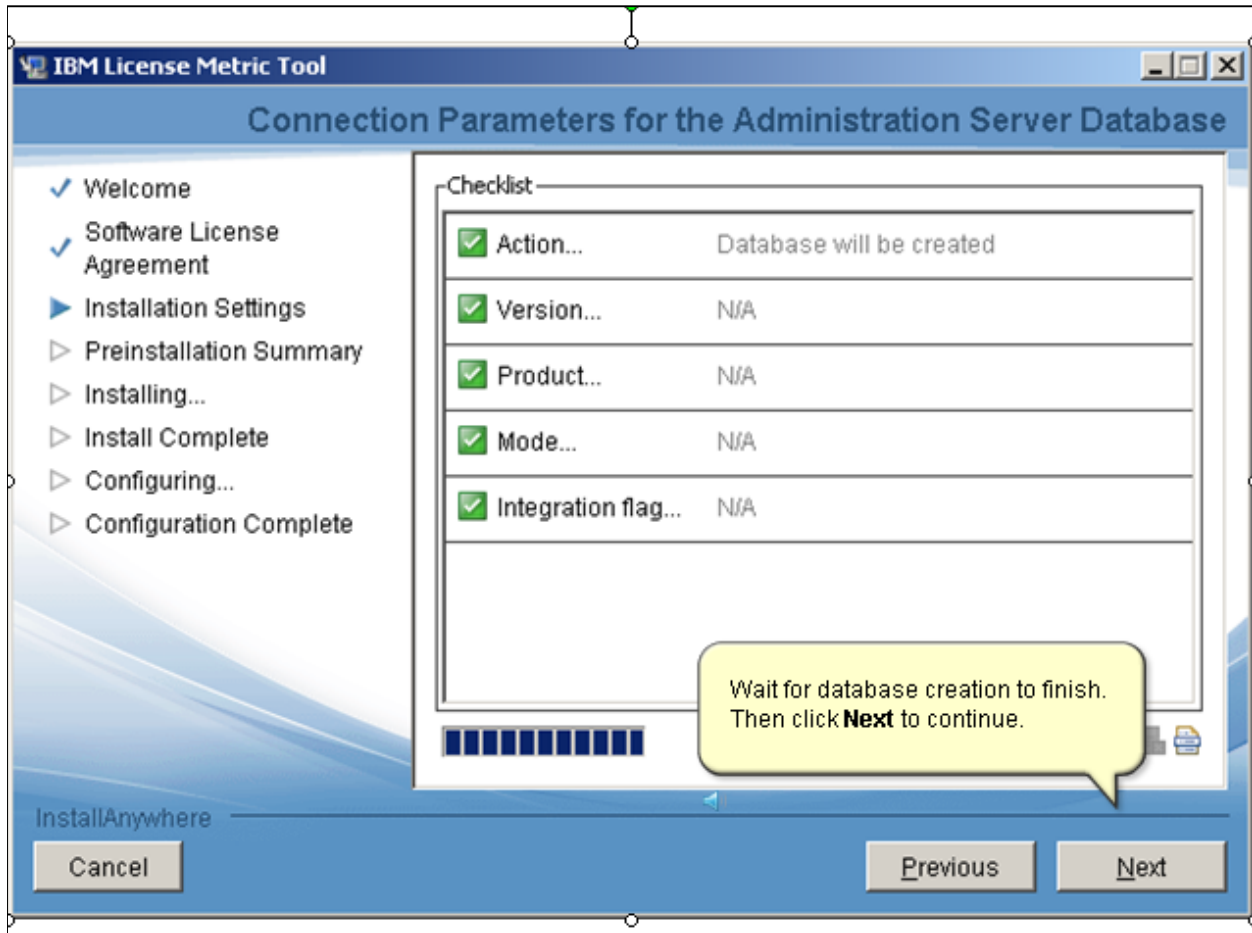 IBM License Metric Tool
Connection Parameters for the Administration Server Database
Welcome
Software License
Agreement
Installation Settings
Preinstallation Summary
Installing...
Install Complete
Configuring...
Configuration Complete
Checklist
Action... Database will be created
Version... N/A
Product... N/A
Mode... N/A
Integration flag... N/A
Wait for database creation to finish.
Then click Next to continue.
InstallAnywhere
Cancel
Previous
Next